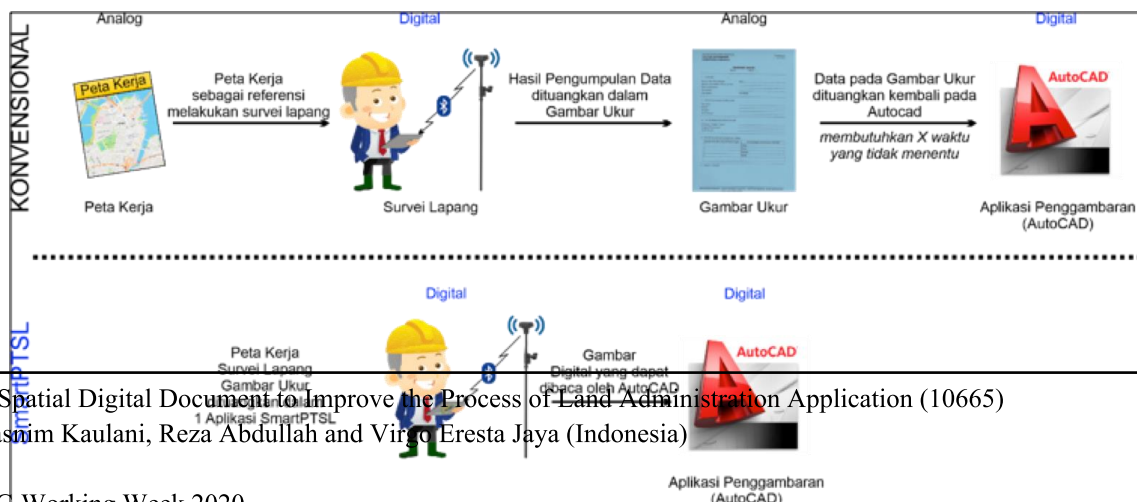 Analog
Digital
Analog
Digital
KONVENSIONAL
Peta Kerja
Peta Kerja
sebagai referensi
melakukan survei lapang
Hasil Pengumpulan Data
dituangkan dalam
Gambar Ukur
Data pada Gambar Ukur
dituangkan kembali pada
Autocad
membutuhkan X waktu
yang tidak menentu
AutoCAD
Peta Kerja
Survei Lapang
Gambar Ukur
Aplikasi Penggambaran
(AutoCAD)
Digital
Digital
SmartPTSL
Peta Kerja
Survei Lapang
Gambar Ukur
dituangkan dalam
1 Aplikasi SmartPTSL
Gambar
Digital yang dapat
dibaca oleh AutoCAD
AutoCAD
Spatial Digital Document to Improve the Process of Land Administration Application (10665)
Kaulani, Reza Abdullah and Virgo Eresta Jaya (Indonesia)
Aplikasi Penggambaran
(AutoCAD)
Working Week 2020